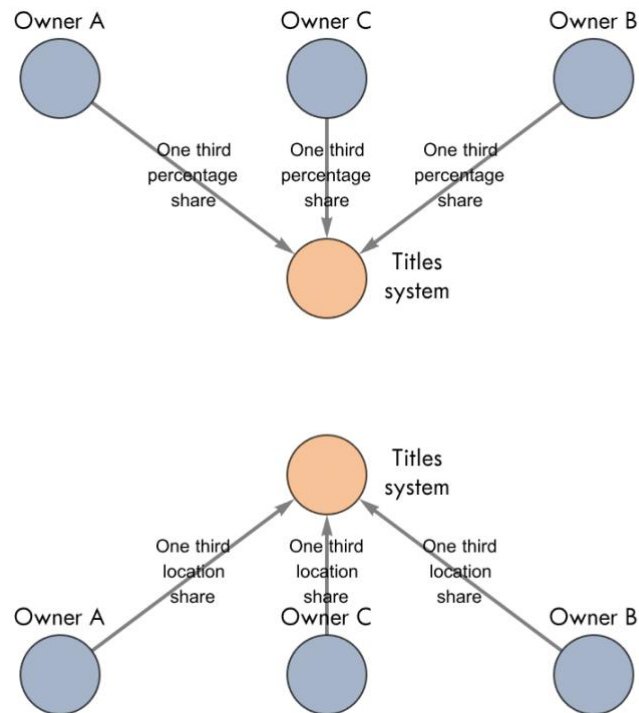 Owner A
Owner C
Owner B
One third
percentage
share
One third
percentage
share
One third
percentage
share
Titles
system
Titles
system
One third
location
share
One third
location
share
One third
location
share
Owner A
Owner C
Owner B